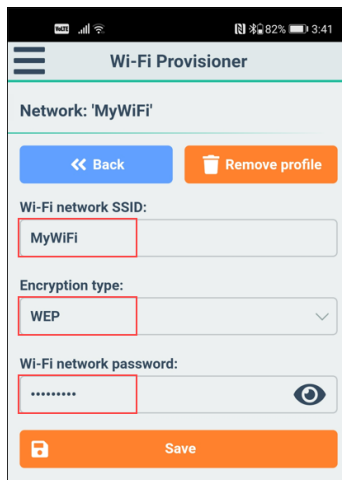 VoLTE 82% 3:41
Wi-Fi Provisioner
Network: 'MyWiFi'
Back
Remove profile
Wi-Fi network SSID:
MyWiFi
Encryption type:
WEP
Wi-Fi network password:
•••••••••
Save